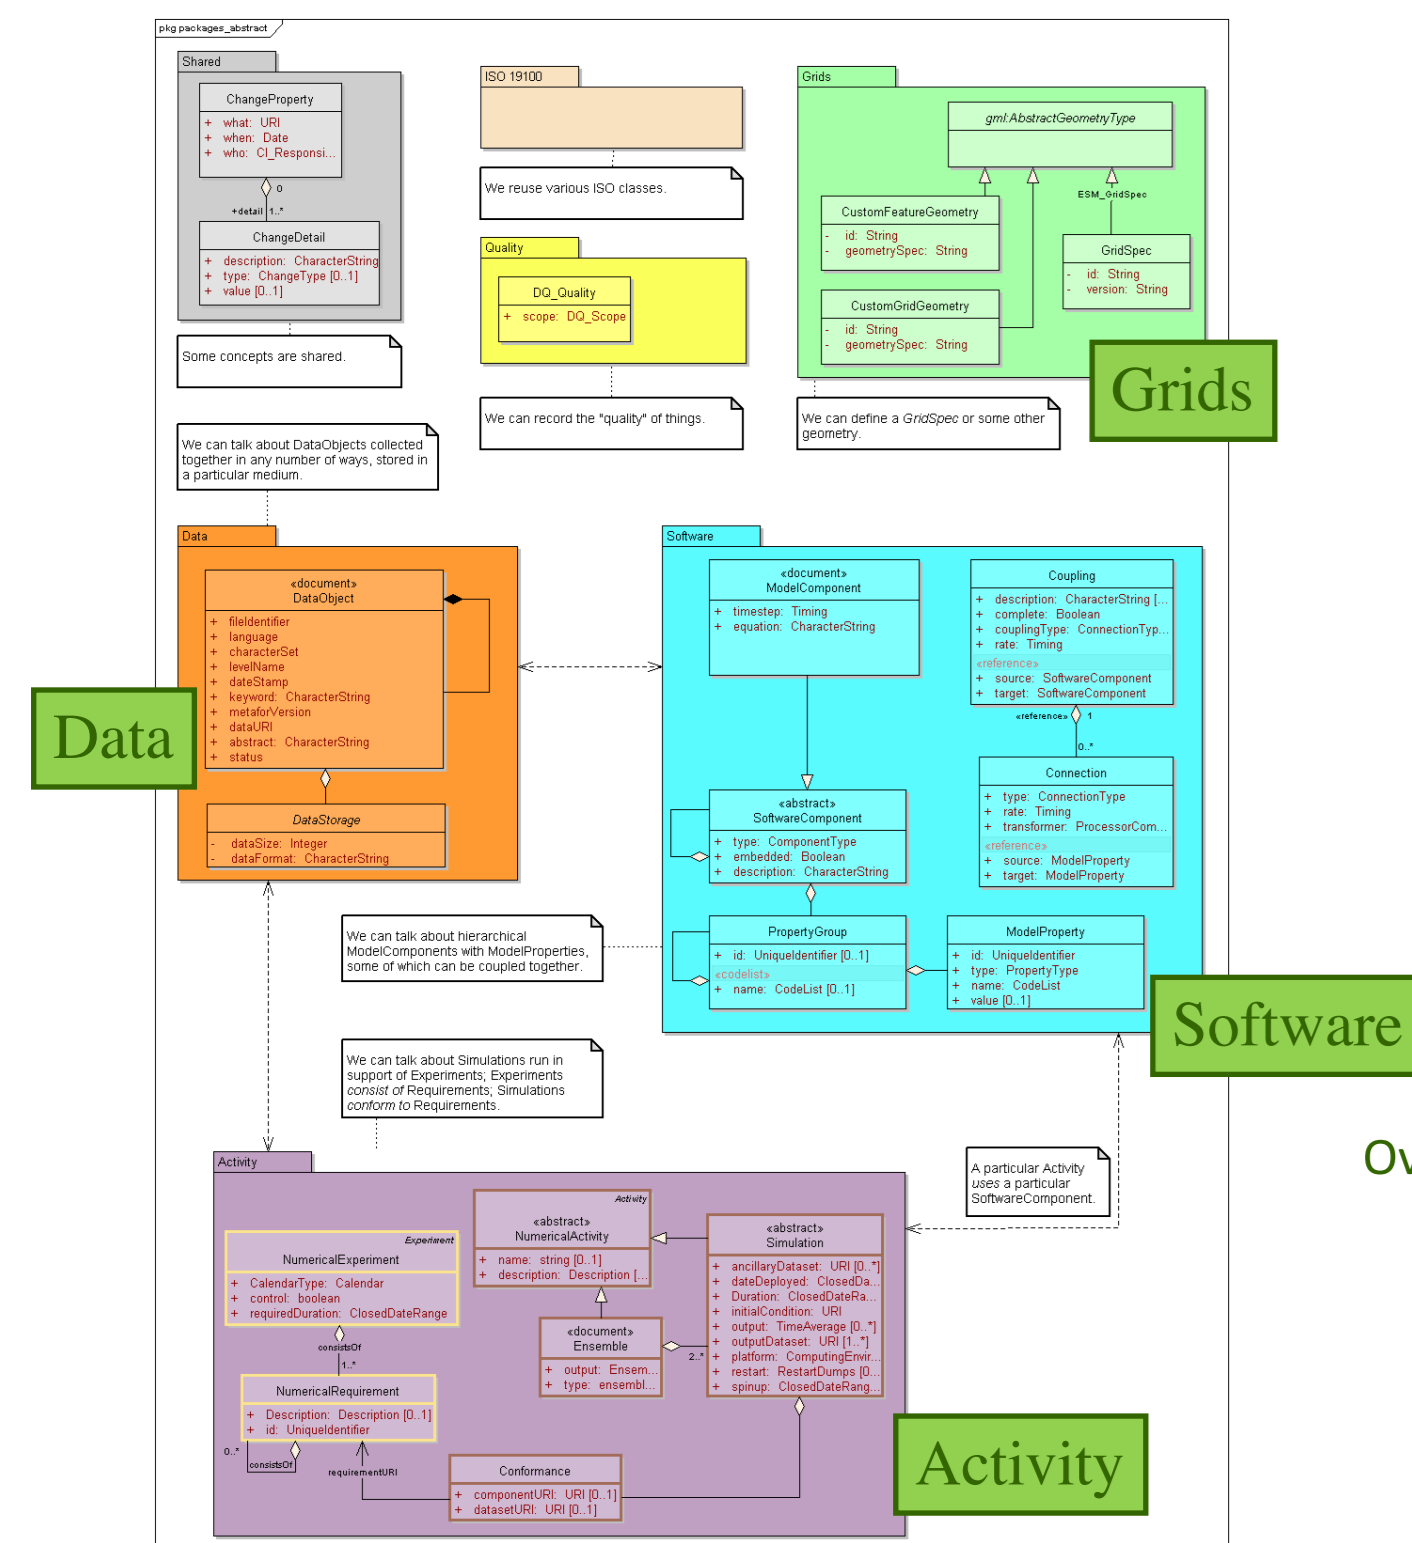 pkg packages_abstract
Shared
ChangeProperty
+ what: URI
+ when: Date
+ who: CI_Responsi...
0
+detail 1..*
ChangeDetail
+ description: CharacterString
+ type: ChangeType [0..1]
+ value [0..1]
Some concepts are shared.
ISO 19100
We reuse various ISO classes.
Quality
DQ_Quality
+ scope: DQ_Scope
We can record the "quality" of things.
Grids
gml:AbstractGeometryType
ESM_GridSpec
CustomFeatureGeometry
- id: String
- geometrySpec: String
GridSpec
- id: String
- version: String
CustomGridGeometry
- id: String
- geometrySpec: String
Grids
We can define a GridSpec or some other
geometry.
We can talk about DataObjects collected
together in any number of ways, stored in
a particular medium.
Data
«document»
DataObject
+ fileIdentifier
+ language
+ characterSet
+ levelName
+ dateStamp
+ keyword: CharacterString
+ metaforVersion
+ dataURI
+ abstract: CharacterString
+ status
Data
DataStorage
- dataSize: Integer
- dataFormat: CharacterString
Software
«document»
ModelComponent
+ timestep: Timing
+ equation: CharacterString
Coupling
+ description: CharacterString [...
+ complete: Boolean
+ couplingType: ConnectionTyp...
+ rate: Timing
«reference»
+ source: SoftwareComponent
+ target: SoftwareComponent
«reference» 1
0..*
Connection
+ type: ConnectionType
+ rate: Timing
+ transformer: ProcessorCom...
«reference»
+ source: ModelProperty
+ target: ModelProperty
«abstract»
SoftwareComponent
+ type: ComponentType
+ embedded: Boolean
+ description: CharacterString
PropertyGroup
+ id: UniqueIdentifier [0..1]
«codelist»
+ name: CodeList [0..1]
ModelProperty
+ id: UniqueIdentifier
+ type: PropertyType
+ name: CodeList
+ value [0..1]
Software
We can talk about hierarchical
ModelComponents with ModelProperties,
some of which can be coupled together.
We can talk about Simulations run in
support of Experiments; Experiments
consist of Requirements; Simulations
conform to Requirements.
Ov
A particular Activity
uses a particular
SoftwareComponent.
Activity
Experiment
NumericalExperiment
+ CalendarType: Calendar
+ control: boolean
+ requiredDuration: ClosedDateRange
consistsOf
1..*
NumericalRequirement
+ Description: Description [0..1]
+ id: UniqueIdentifier
0..*
consistsOf
requirementURI
Activity
«abstract»
NumericalActivity
+ name: string [0..1]
+ description: Description [...
«document»
Ensemble
+ output: Ensem...
+ type: ensembl...
2..*
«abstract»
Simulation
+ ancillaryDataset: URI [0..*]
+ dateDeployed: ClosedDa...
+ Duration: ClosedDateRa...
+ initialCondition: URI
+ output: TimeAverage [0..*]
+ outputDataset: URI [1..*]
+ platform: ComputingEnvir...
+ restart: RestartDumps [0...
+ spinup: ClosedDateRang...
Conformance
+ componentURI: URI [0..1]
+ datasetURI: URI [0..1]
Activity